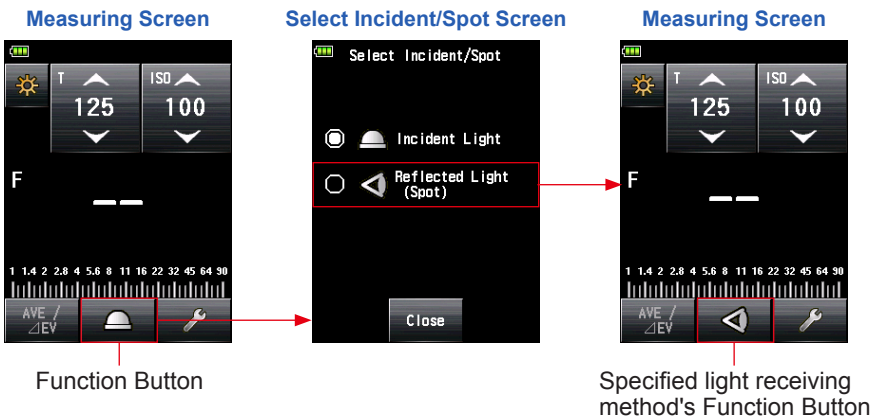 Measuring Screen
T
125
ISO
100
F
1 1.4 2 2.8 4 5.6 8 11 16 22 32 45 64 90
AVE /
⊿EV
Function Button
Select Incident/Spot Screen
Select Incident/Spot
Incident Light
Reflected Light
(Spot)
Close
Measuring Screen
T
125
ISO
100
F
1 1.4 2 2.8 4 5.6 8 11 16 22 32 45 64 90
AVE /
⊿EV
Specified light receiving
method's Function Button